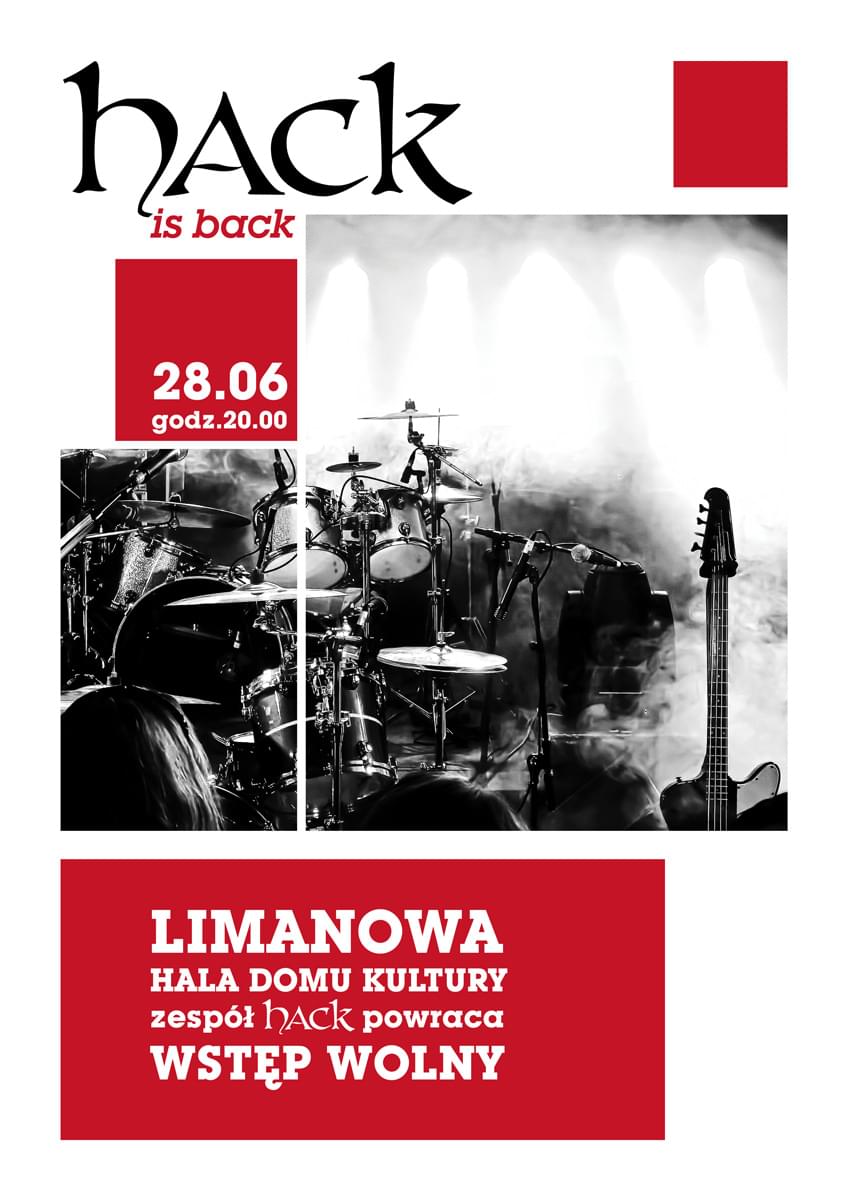 hack
is back
28.06
godz.20.00
LIMANOWA
HALA DOMU KULTURY
zespół hack powraca
WSTĘP WOLNY